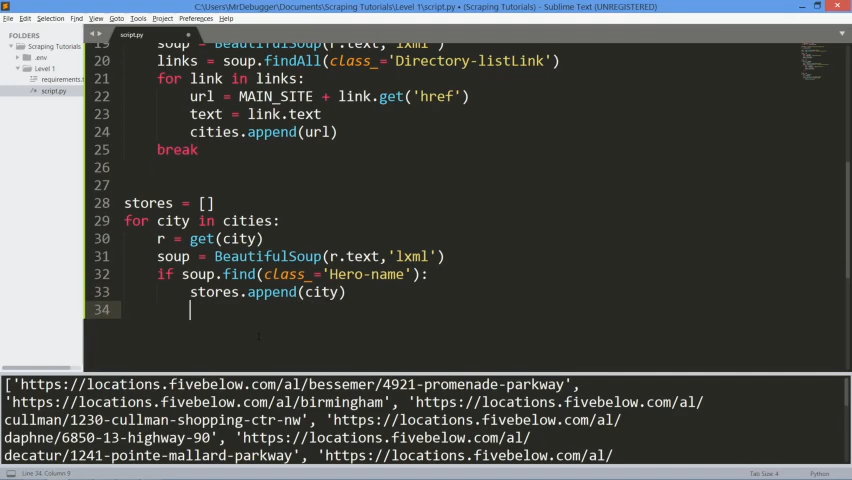 C:\Users\MrDebugger\Documents\Scraping Tutorials\Level 1\script.py • (Scraping Tutorials) - Sublime Text (UNREGISTERED)
File Edit Selection Find View Goto Tools Project Preferences Help
FOLDERS
Scraping Tutorials
.env
Level 1
requirements.t
script.py
script.py
19 soup = BeautifulSoup(r.text,'lxml')
20 links = soup.findAll(class_='Directory-listLink')
21 for link in links:
22 url = MAIN_SITE + link.get('href')
23 text = link.text
24 cities.append(url)
25 break
26
27
28 stores = []
29 for city in cities:
30 r = get(city)
31 soup = BeautifulSoup(r.text,'lxml')
32 if soup.find(class_='Hero-name'):
33 stores.append(city)
34
['https://locations.fivebelow.com/al/bessemer/4921-promenade-parkway',
'https://locations.fivebelow.com/al/birmingham', 'https://locations.fivebelow.com/al/
cullman/1230-cullman-shopping-ctr-nw', 'https://locations.fivebelow.com/al/
daphne/6850-13-highway-90', 'https://locations.fivebelow.com/al/
decatur/1241-pointe-mallard-parkway', 'https://locations.fivebelow.com/al/
Line 34, Column 9
Tab Size: 4
Python